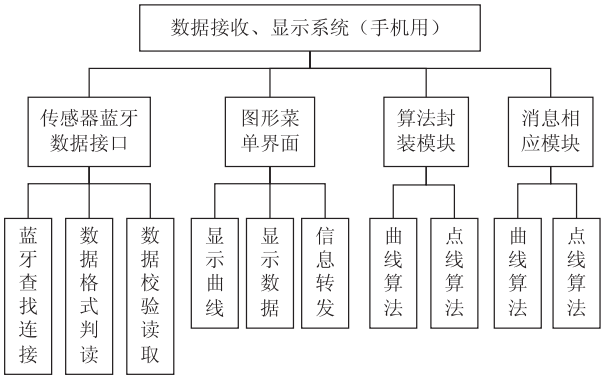 数据接收、显示系统（手机用）
传感器蓝牙
数据接口
图形菜
单界面
算法封
装模块
消息相
应模块
蓝牙查找连接
数据格式判读
数据校验读取
显示曲线
显示数据
信息转发
曲线算法
点线算法
曲线算法
点线算法